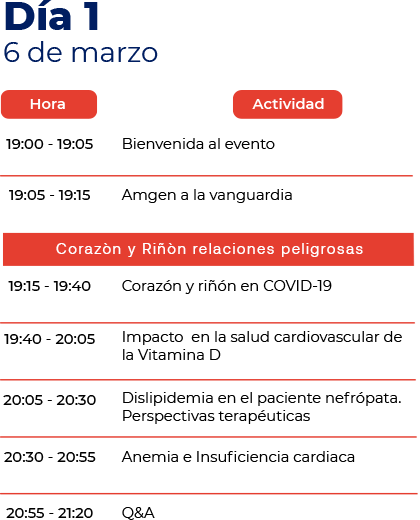 Día 1
6 de marzo
Hora Actividad
19:00 - 19:05 Bienvenida al evento
19:05 - 19:15 Amgen a la vanguardia
Corazòn y Riñòn relaciones peligrosas
19:15 - 19:40 Corazón y riñón en COVID-19
19:40 - 20:05 Impacto en la salud cardiovascular de
la Vitamina D
20:05 - 20:30 Dislipidemia en el paciente nefrópata.
Perspectivas terapéuticas
20:30 - 20:55 Anemia e Insuficiencia cardiaca
20:55 - 21:20 Q&A